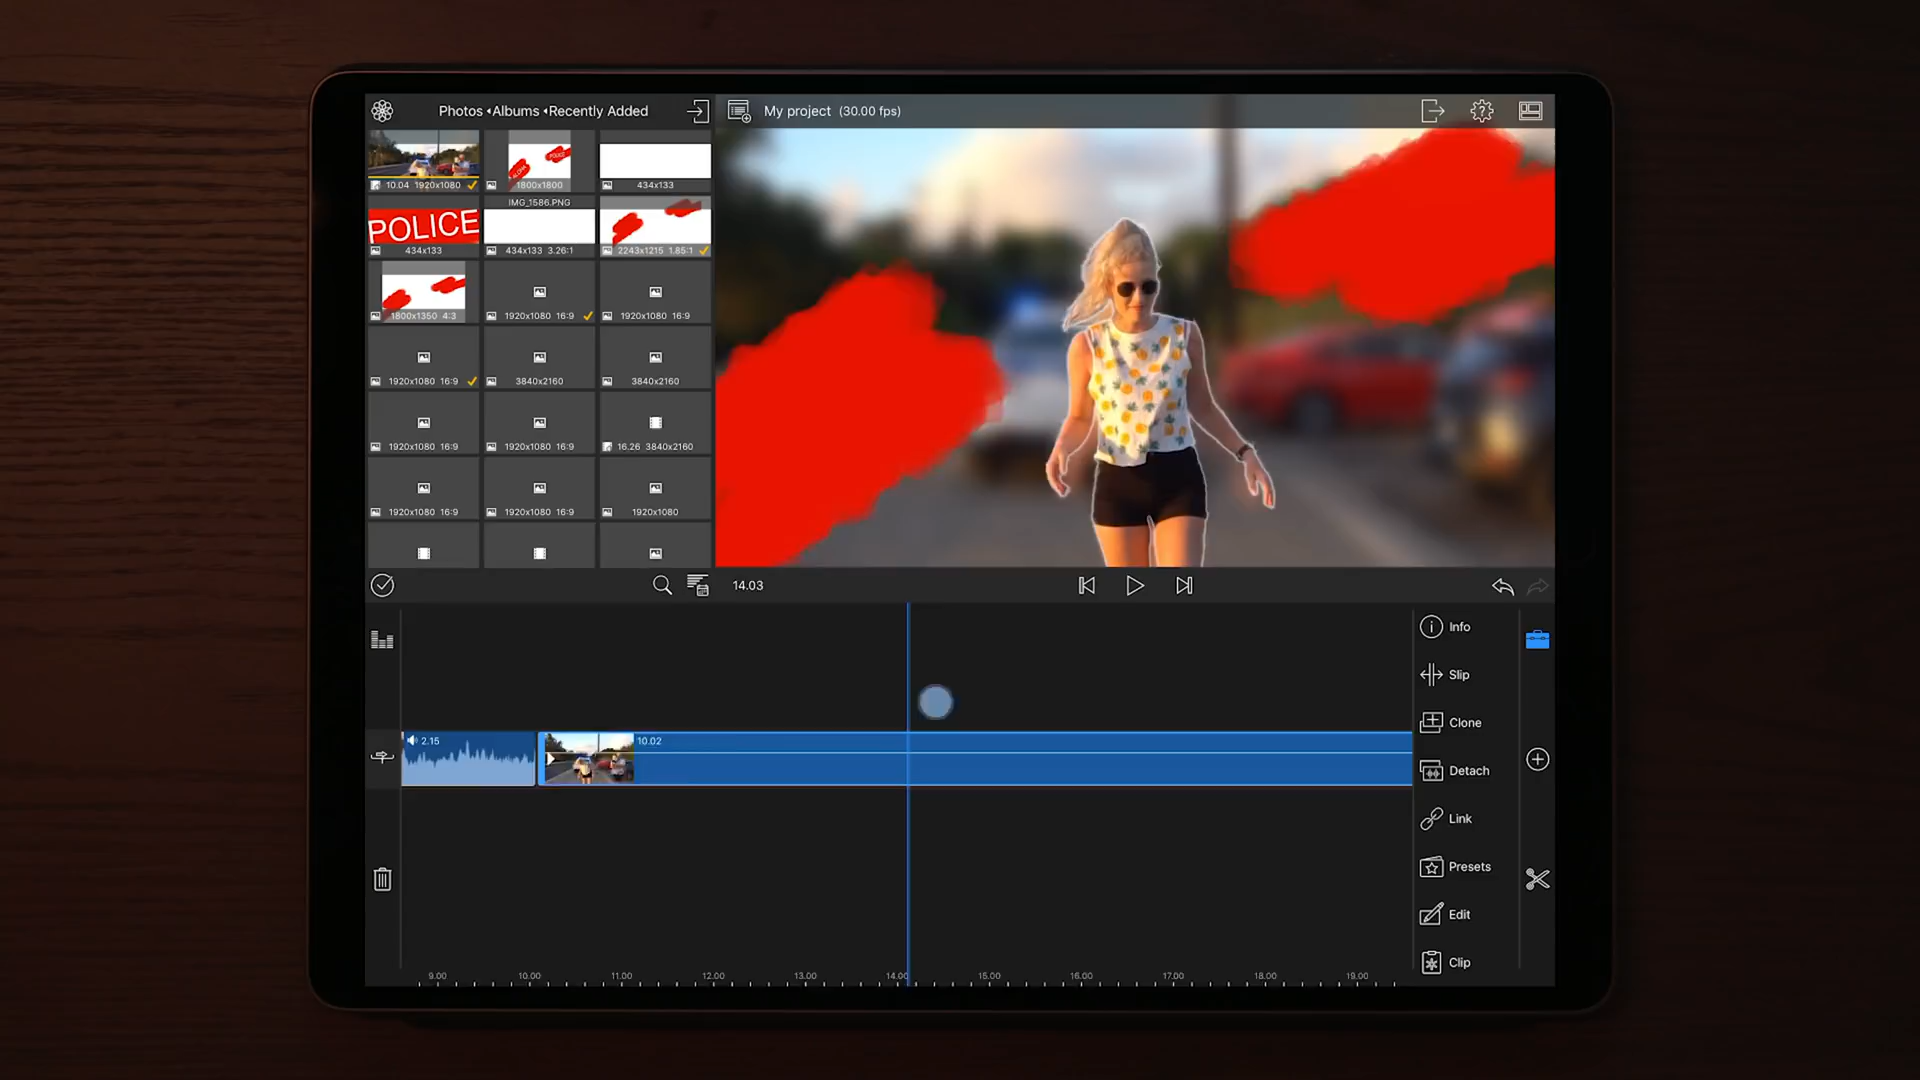 Photos ◂Albums ◂Recently Added
My project (30.00 fps)
10.04 1920x1080
ALOHA POLICE
1800x1800
434x133
POLICE
434x133
IMG_1586.PNG
434x133 3.26:1
2243x1215 1.85:1
1800x1350 4:3
1920x1080 16:9
1920x1080 16:9
1920x1080 16:9
3840x2160
3840x2160
1920x1080 16:9
1920x1080 16:9
16.26 3840x2160
1920x1080 16:9
1920x1080 16:9
1920x1080
14.03
Info
Slip
Clone
Detach
Link
Presets
Edit
Clip
2.15
10.02
9.00 10.00 11.00 12.00 13.00 14.00 15.00 16.00 17.00 18.00 19.00